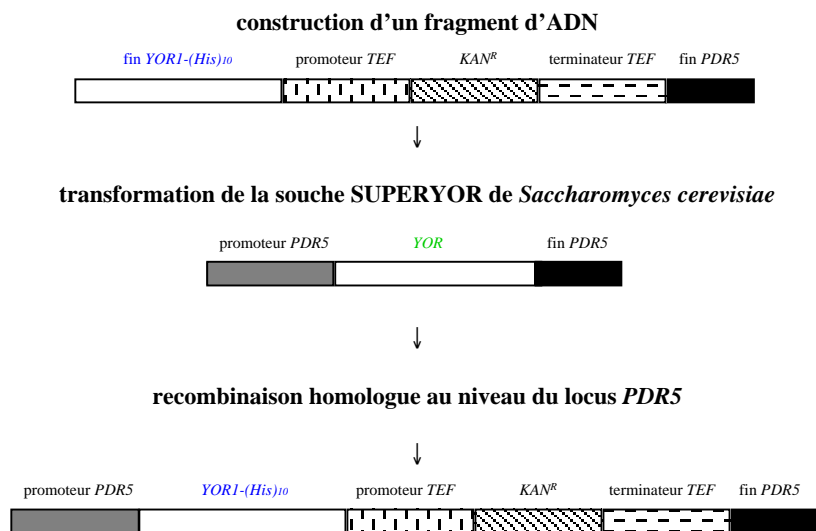 construction d'un fragment d'ADN
fin YOR1-(His)10 promoteur TEF KANR terminateur TEF fin PDR5
↓
transformation de la souche SUPERYOR de Saccharomyces cerevisiae
promoteur PDR5 YOR fin PDR5
↓
recombinaison homologue au niveau du locus PDR5
↓
promoteur PDR5 YOR1-(His)10 promoteur TEF KANR terminateur TEF fin PDR5